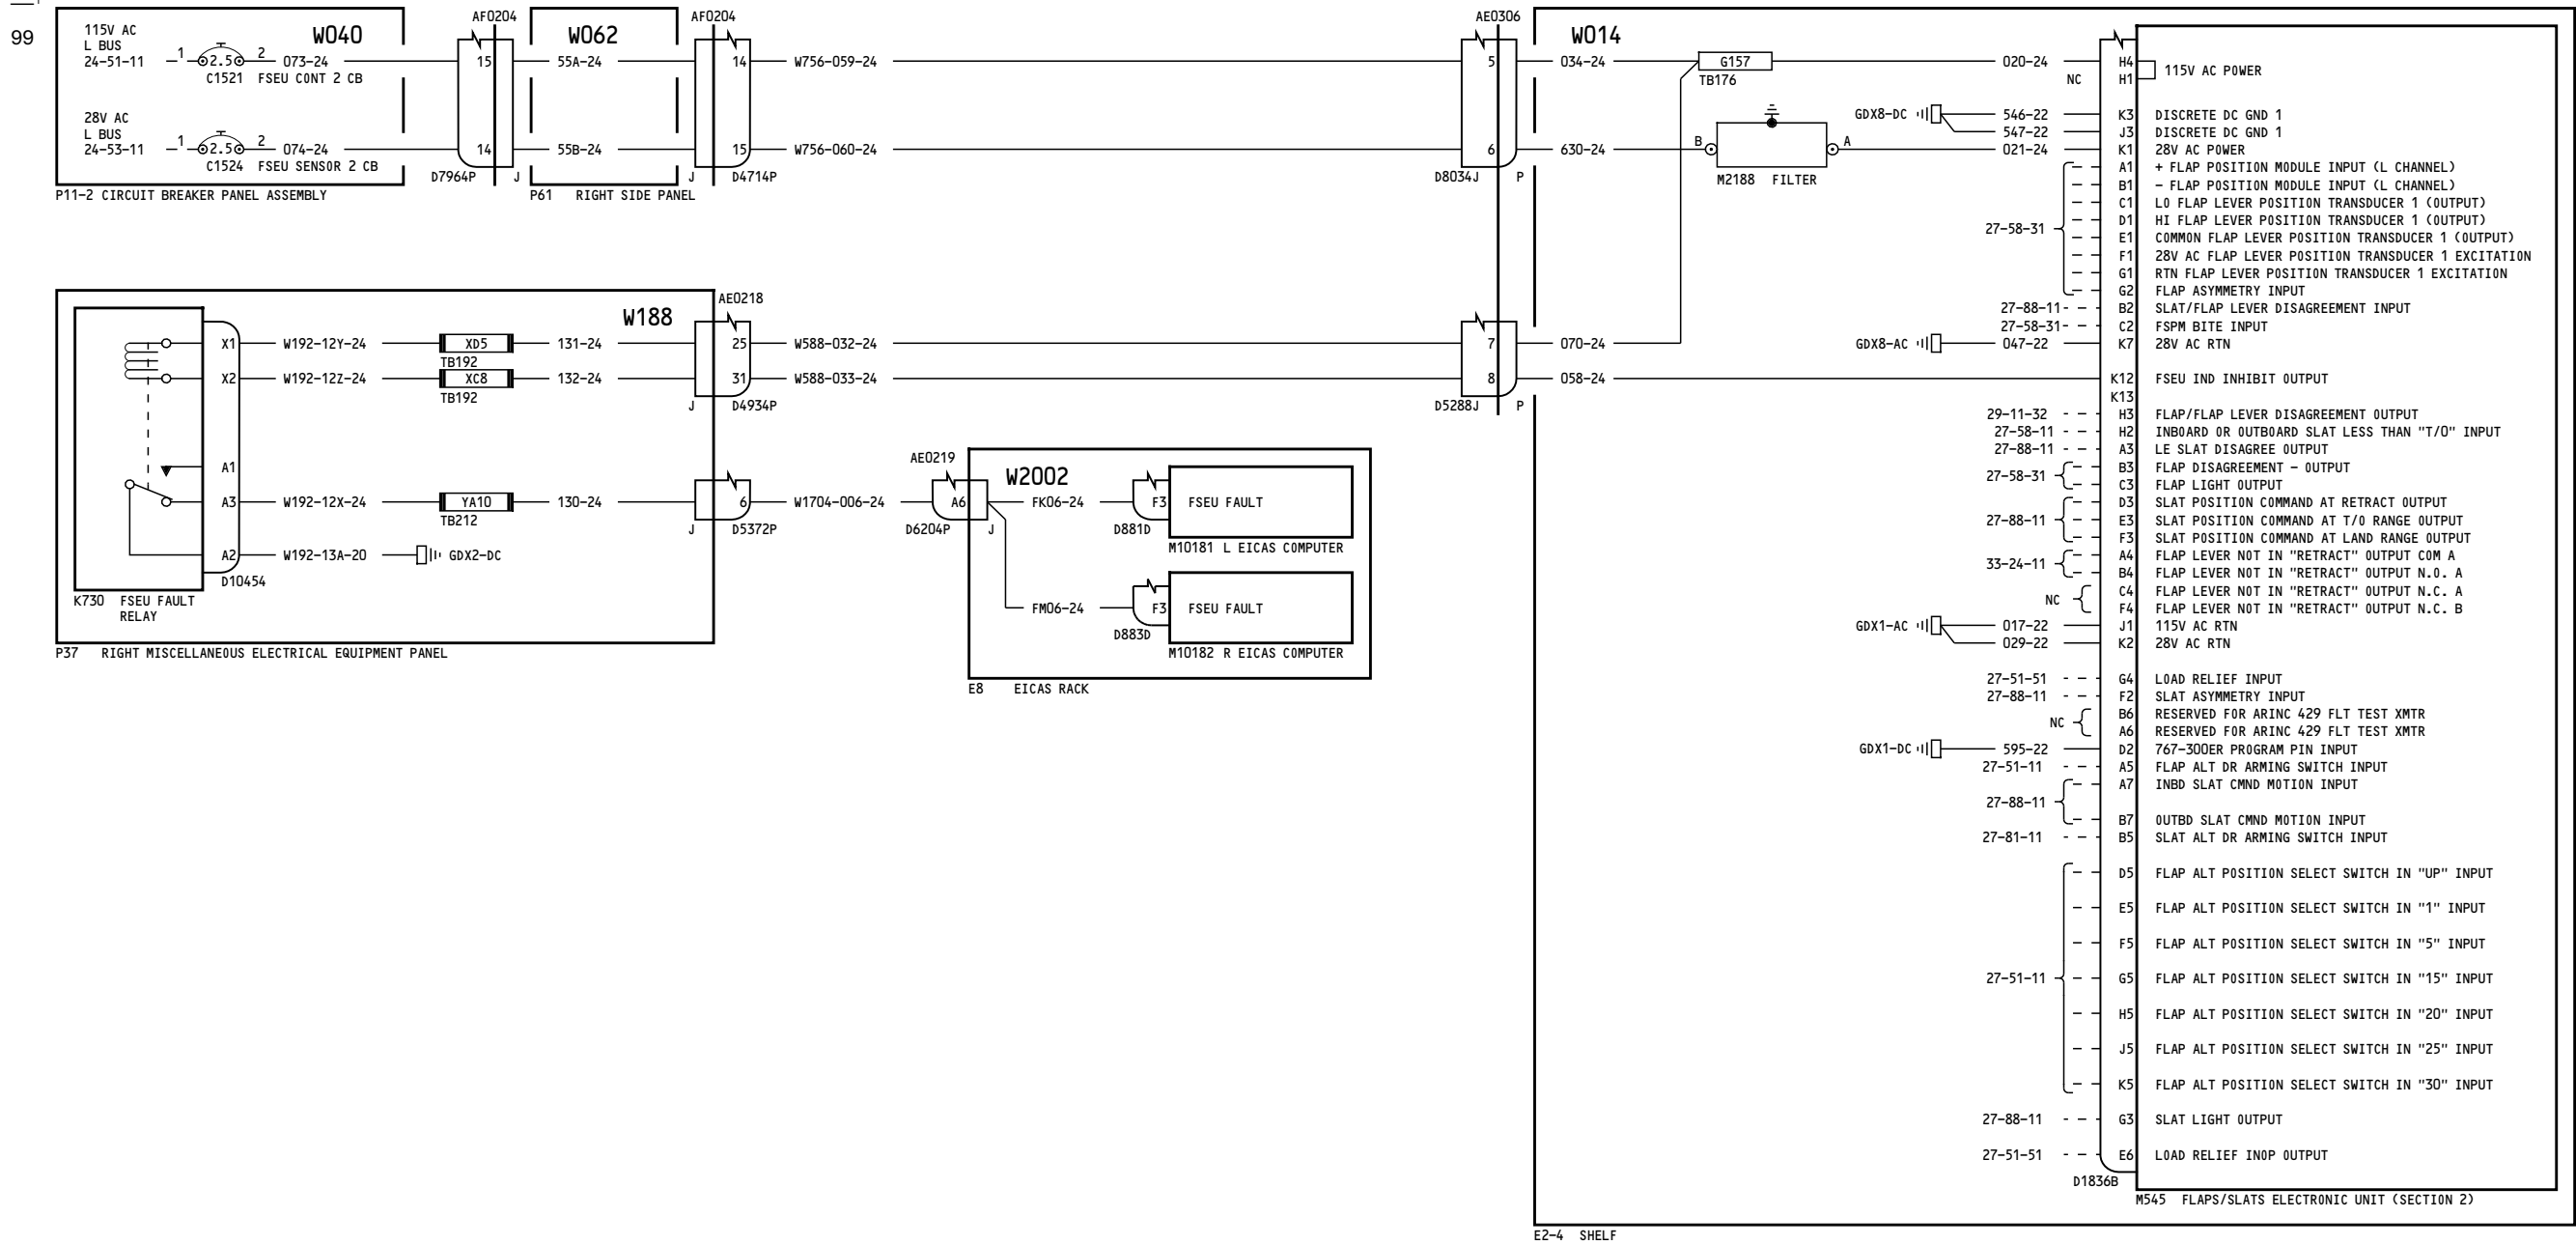 99
115V AC
L BUS
24-51-11
1
2.5
2
073-24
C1521 FSEU CONT 2 CB
W040
28V AC
L BUS
24-53-11
1
2.5
2
074-24
C1524 FSEU SENSOR 2 CB
P11-2 CIRCUIT BREAKER PANEL ASSEMBLY
AF0204
15
14
D7964P
J
W062
55A-24
55B-24
P61 RIGHT SIDE PANEL
AF0204
14
15
J
D4714P
W756-059-24
W756-060-24
AE0306
5
6
D8034J
P
W014
034-24
G157
TB176
020-24
630-24
B
A
M2188 FILTER
021-24
GDX8-DC
546-22
547-22
W188
X1
W192-12Y-24
XD5
TB192
131-24
X2
W192-12Z-24
XC8
TB192
132-24
A1
A3
W192-12X-24
YA10
TB212
130-24
A2
W192-13A-20
GDX2-DC
D10454
K730 FSEU FAULT
RELAY
P37 RIGHT MISCELLANEOUS ELECTRICAL EQUIPMENT PANEL
AE0218
25
31
J
D4934P
W588-032-24
W588-033-24
7
8
D5288J
P
070-24
058-24
6
J
D5372P
W1704-006-24
AE0219
A6
D6204P
J
W2002
FK06-24
F3
FSEU FAULT
D881D
M10181 L EICAS COMPUTER
FM06-24
F3
FSEU FAULT
D883D
M10182 R EICAS COMPUTER
E8 EICAS RACK
H4
NC H1
115V AC POWER
K3 DISCRETE DC GND 1
J3 DISCRETE DC GND 1
K1 28V AC POWER
27-58-31
A1 + FLAP POSITION MODULE INPUT (L CHANNEL)
B1 - FLAP POSITION MODULE INPUT (L CHANNEL)
C1 LO FLAP LEVER POSITION TRANSDUCER 1 (OUTPUT)
D1 HI FLAP LEVER POSITION TRANSDUCER 1 (OUTPUT)
E1 COMMON FLAP LEVER POSITION TRANSDUCER 1 (OUTPUT)
F1 28V AC FLAP LEVER POSITION TRANSDUCER 1 EXCITATION
G1 RTN FLAP LEVER POSITION TRANSDUCER 1 EXCITATION
G2 FLAP ASYMMETRY INPUT
27-88-11 B2 SLAT/FLAP LEVER DISAGREEMENT INPUT
27-58-31 C2 FSPM BITE INPUT
GDX8-AC 047-22 K7 28V AC RTN
K12 FSEU IND INHIBIT OUTPUT
K13
29-11-32 H3 FLAP/FLAP LEVER DISAGREEMENT OUTPUT
27-58-11 H2 INBOARD OR OUTBOARD SLAT LESS THAN "T/O" INPUT
27-88-11 A3 LE SLAT DISAGREE OUTPUT
27-58-31
B3 FLAP DISAGREEMENT - OUTPUT
C3 FLAP LIGHT OUTPUT
27-88-11
D3 SLAT POSITION COMMAND AT RETRACT OUTPUT
E3 SLAT POSITION COMMAND AT T/O RANGE OUTPUT
F3 SLAT POSITION COMMAND AT LAND RANGE OUTPUT
33-24-11
A4 FLAP LEVER NOT IN "RETRACT" OUTPUT COM A
B4 FLAP LEVER NOT IN "RETRACT" OUTPUT N.O. A
NC
C4 FLAP LEVER NOT IN "RETRACT" OUTPUT N.C. A
F4 FLAP LEVER NOT IN "RETRACT" OUTPUT N.C. B
GDX1-AC
017-22 J1 115V AC RTN
029-22 K2 28V AC RTN
27-51-51 G4 LOAD RELIEF INPUT
27-88-11 F2 SLAT ASYMMETRY INPUT
NC
B6 RESERVED FOR ARINC 429 FLT TEST XMTR
A6 RESERVED FOR ARINC 429 FLT TEST XMTR
GDX1-DC 595-22 D2 767-300ER PROGRAM PIN INPUT
27-51-11 A5 FLAP ALT DR ARMING SWITCH INPUT
27-88-11
A7 INBD SLAT CMND MOTION INPUT
B7 OUTBD SLAT CMND MOTION INPUT
27-81-11 B5 SLAT ALT DR ARMING SWITCH INPUT
27-51-11
D5 FLAP ALT POSITION SELECT SWITCH IN "UP" INPUT
E5 FLAP ALT POSITION SELECT SWITCH IN "1" INPUT
F5 FLAP ALT POSITION SELECT SWITCH IN "5" INPUT
G5 FLAP ALT POSITION SELECT SWITCH IN "15" INPUT
H5 FLAP ALT POSITION SELECT SWITCH IN "20" INPUT
J5 FLAP ALT POSITION SELECT SWITCH IN "25" INPUT
K5 FLAP ALT POSITION SELECT SWITCH IN "30" INPUT
27-88-11 G3 SLAT LIGHT OUTPUT
27-51-51 E6 LOAD RELIEF INOP OUTPUT
D1836B
M545 FLAPS/SLATS ELECTRONIC UNIT (SECTION 2)
E2-4 SHELF